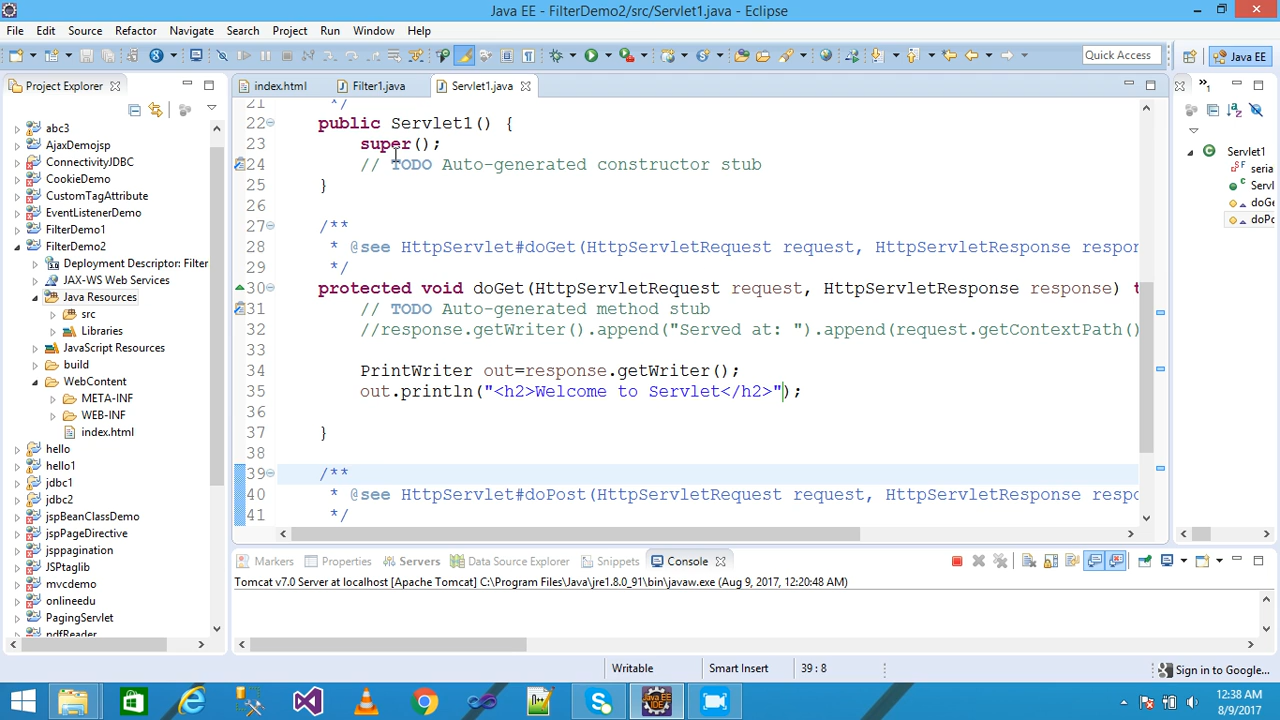 Java EE - FilterDemo2/src/Servlet1.java - Eclipse
File Edit Source Refactor Navigate Search Project Run Window Help
Quick Access
Java EE
Project Explorer
index.html
Filter1.java
Servlet1.java
abc3
AjaxDemojsp
ConnectivityJDBC
CookieDemo
CustomTagAttribute
EventListenerDemo
FilterDemo1
FilterDemo2
Deployment Descriptor: Filter
JAX-WS Web Services
Java Resources
src
Libraries
JavaScript Resources
build
WebContent
META-INF
WEB-INF
index.html
hello
hello1
jdbc1
jdbc2
jspBeanClassDemo
jspPageDirective
jsppagination
JSPtaglib
mvcdemo
onlineedu
PagingServlet
pdfReader
21 */
22 public Servlet1() {
23 super();
24 // TODO Auto-generated constructor stub
25 }
26
27 /**
28 * @see HttpServlet#doGet(HttpServletRequest request, HttpServletResponse respon
29 */
30 protected void doGet(HttpServletRequest request, HttpServletResponse response) t
31 // TODO Auto-generated method stub
32 //response.getWriter().append("Served at: ").append(request.getContextPath()
33
34 PrintWriter out=response.getWriter();
35 out.println("<h2>Welcome to Servlet</h2>");
36
37 }
38
39 /**
40 * @see HttpServlet#doPost(HttpServletRequest request, HttpServletResponse respo
41 */
Servlet1
seria
Servl
doGe
doPo
Markers
Properties
Servers
Data Source Explorer
Snippets
Console
Tomcat v7.0 Server at localhost [Apache Tomcat] C:\Program Files\Java\jre1.8.0_91\bin\javaw.exe (Aug 9, 2017, 12:20:48 AM)
Writable
Smart Insert
39 : 8
Sign in to Google...
12:38 AM
8/9/2017